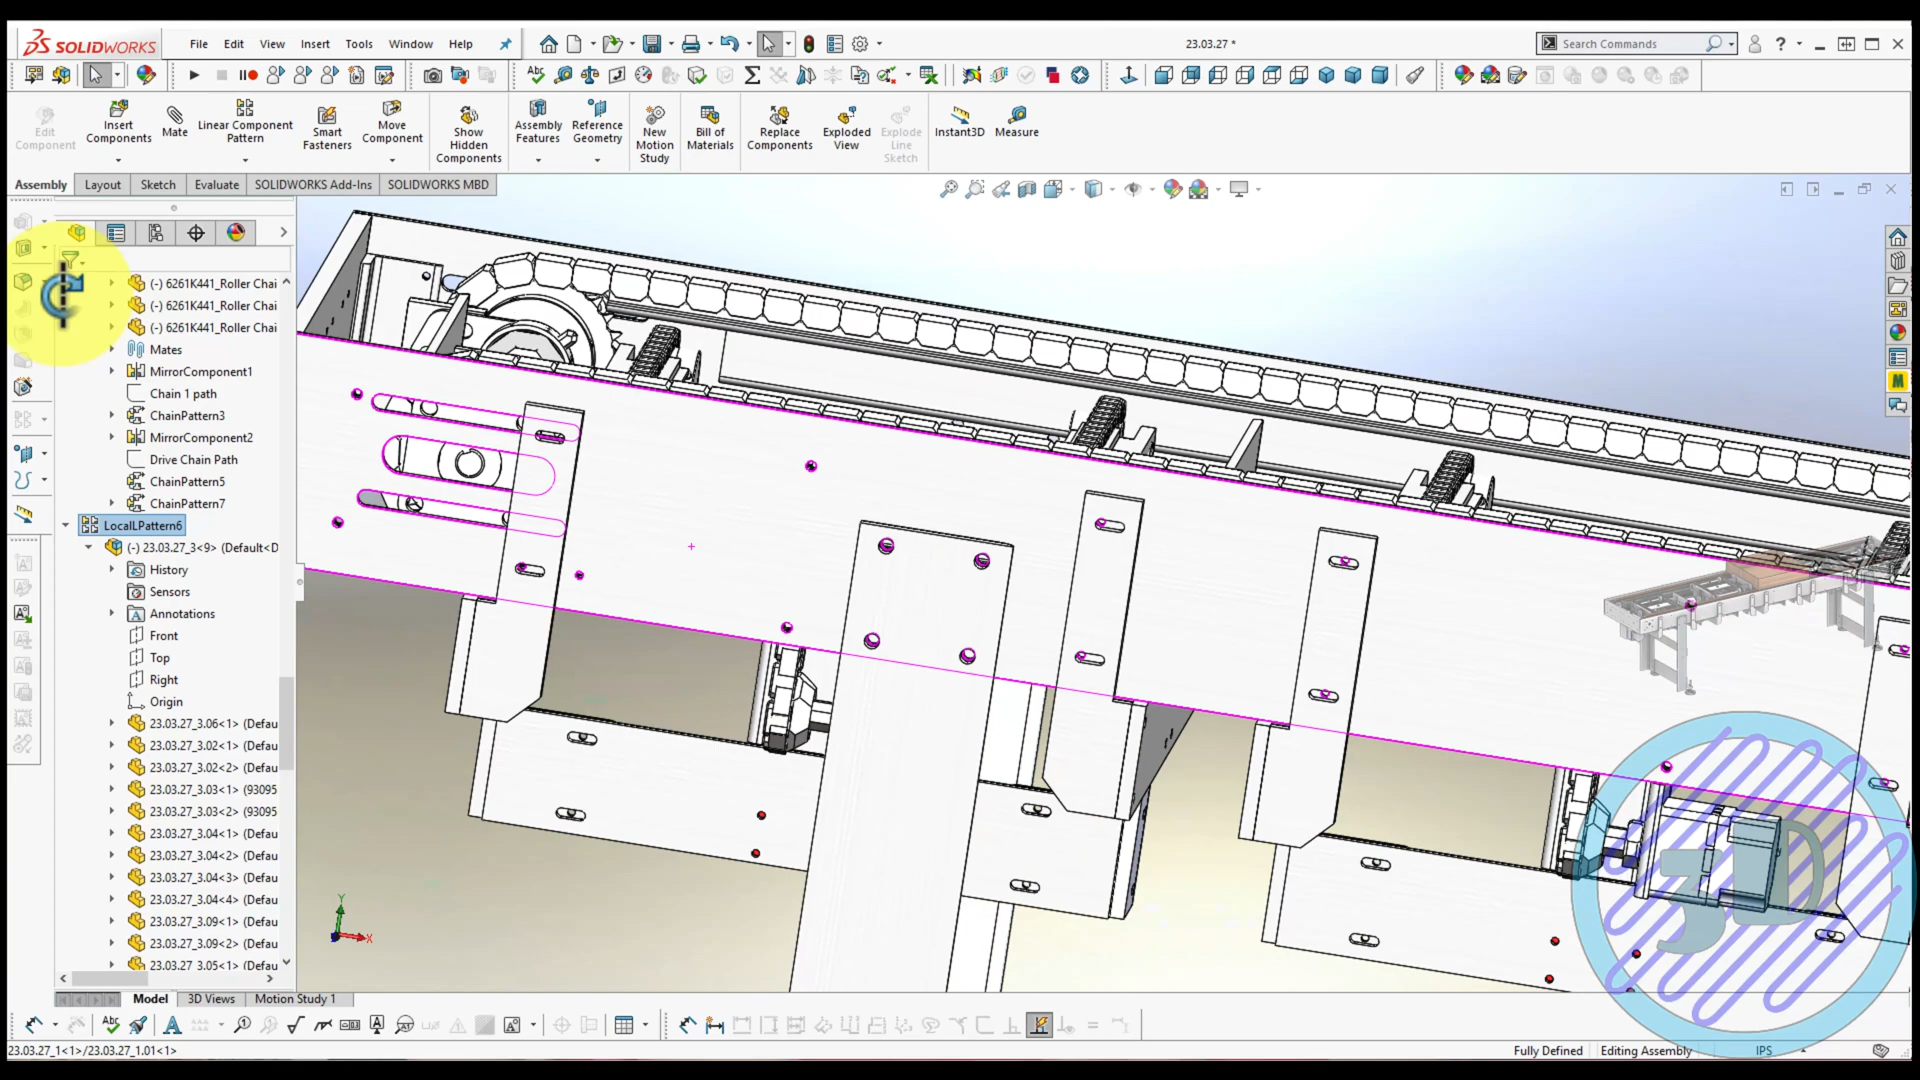 SOLIDWORKS
File Edit View Insert Tools Window Help
23.03.27 *
Search Commands
Edit Component
Insert Components
Mate
Linear Component Pattern
Smart Fasteners
Move Component
Show Hidden Components
Assembly Features
Reference Geometry
New Motion Study
Bill of Materials
Replace Components
Exploded View
Explode Line Sketch
Instant3D
Measure
Assembly Layout Sketch Evaluate SOLIDWORKS Add-Ins SOLIDWORKS MBD
(-) 6261K441_Roller Chai
(-) 6261K441_Roller Chai
(-) 6261K441_Roller Chai
Mates
MirrorComponent1
Chain 1 path
ChainPattern3
MirrorComponent2
Drive Chain Path
ChainPattern5
ChainPattern7
LocalLPattern6
(-) 23.03.27_3<9> (Default<D
History
Sensors
Annotations
Front
Top
Right
Origin
23.03.27_3.06<1> (Defau
23.03.27_3.02<1> (Defau
23.03.27_3.02<2> (Defau
23.03.27_3.03<1> (93095
23.03.27_3.03<2> (93095
23.03.27_3.04<1> (Defau
23.03.27_3.04<2> (Defau
23.03.27_3.04<3> (Defau
23.03.27_3.04<4> (Defau
23.03.27_3.09<1> (Defau
23.03.27_3.09<2> (Defau
23.03.27_3.05<1> (Defau
Y
X
3D
Model 3D Views Motion Study 1
23.03.27_1<1>/23.03.27_1.01<1>
Fully Defined Editing Assembly IPS